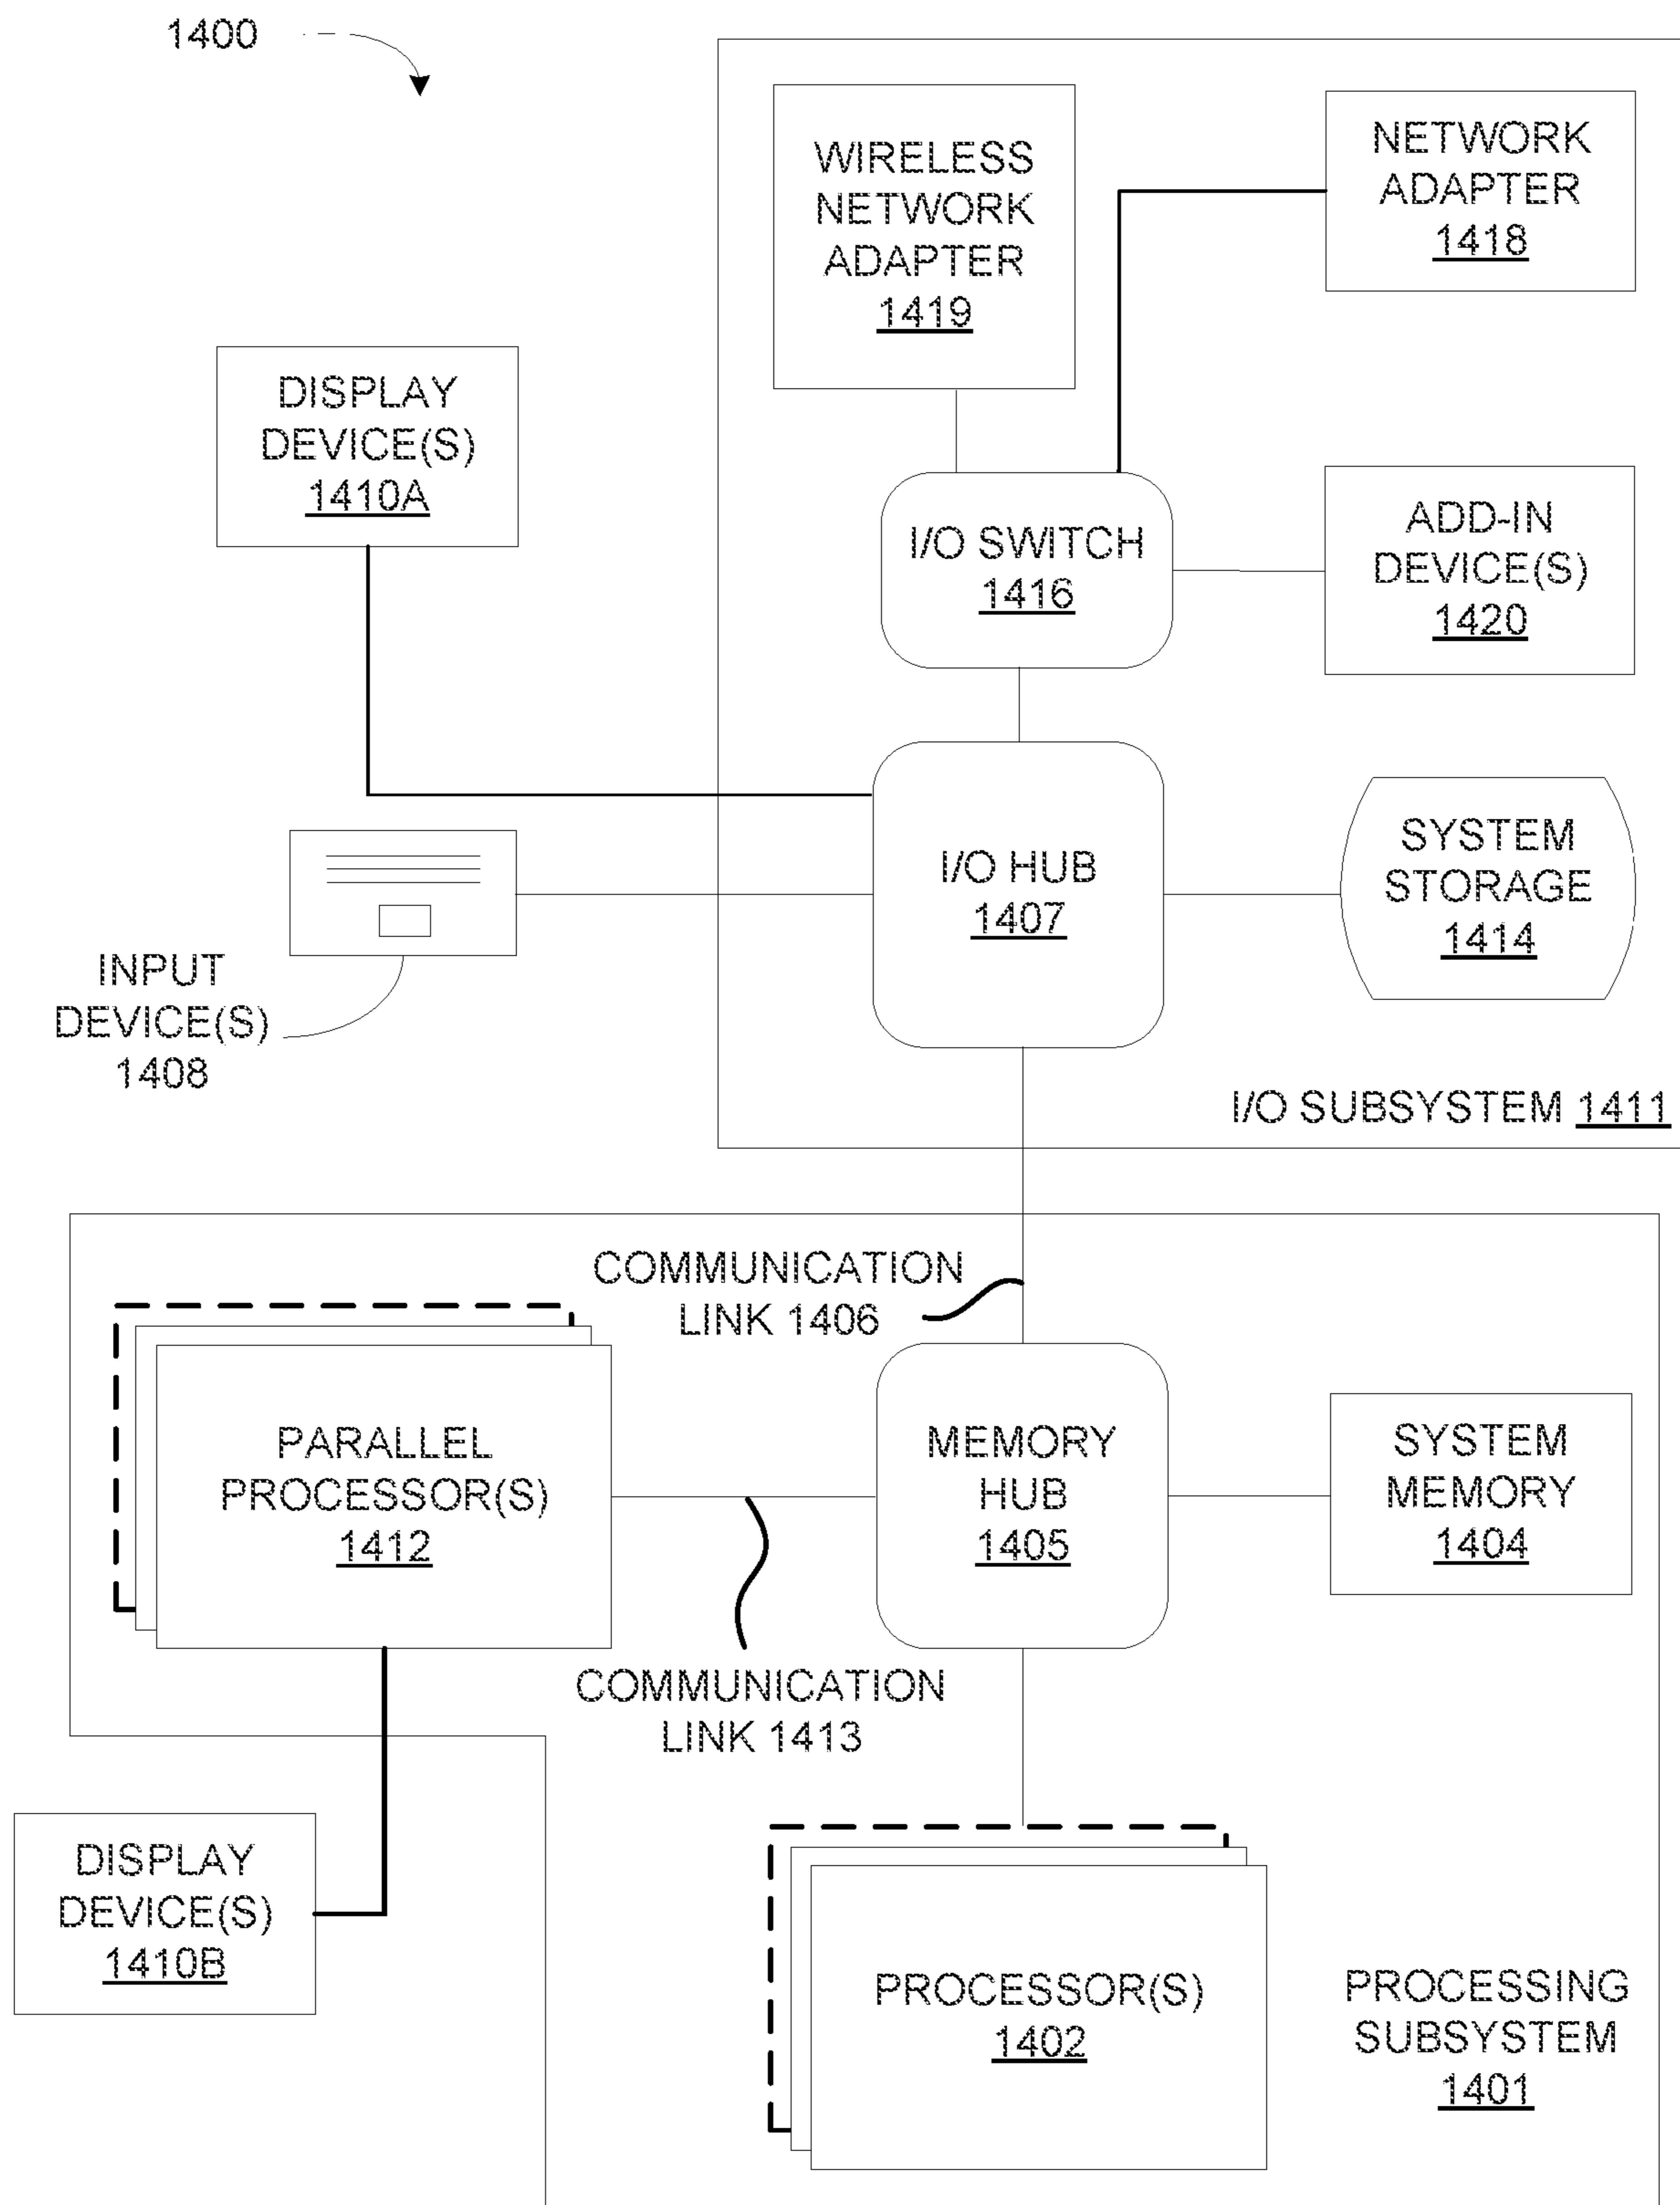 1400
WIRELESS
NETWORK
ADAPTER
1419
NETWORK
ADAPTER
1418
DISPLAY
DEVICE(S)
1410A
I/O SWITCH
1416
ADD-IN
DEVICE(S)
1420
I/O HUB
1407
SYSTEM
STORAGE
1414
INPUT
DEVICE(S)
1408
I/O SUBSYSTEM 1411
COMMUNICATION
LINK 1406
PARALLEL
PROCESSOR(S)
1412
MEMORY
HUB
1405
SYSTEM
MEMORY
1404
COMMUNICATION
LINK 1413
DISPLAY
DEVICE(S)
1410B
PROCESSOR(S)
1402
PROCESSING
SUBSYSTEM
1401